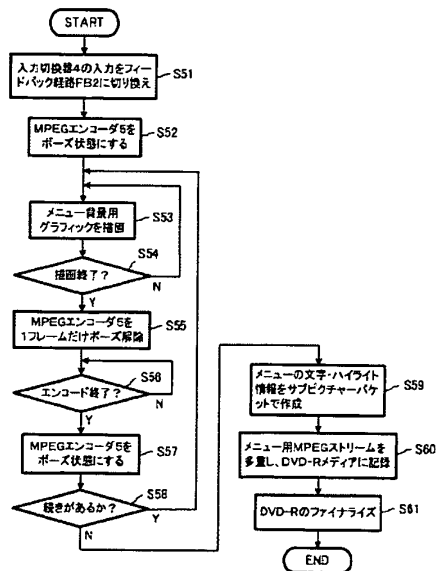 START
入力切換器4の入力をフィー
ドバック経路FB2に切り換え
S51
MPEGエンコーダ5を
ポーズ状態にする
S52
メニュー背景用
グラフィックを描画
S53
描画終了？
S54
N
Y
MPEGエンコーダ5を
1フレームだけポーズ解除
S55
エンコード終了？
S56
N
Y
MPEGエンコーダ5を
ポーズ状態にする
S57
続きがあるか？
S58
Y
N
メニューの文字・ハイライト
情報をサブピクチャーパケ
ットで作成
S59
メニュー用MPEGストリームを
多重し、DVD-Rメディアに記録
S60
DVD-Rのファイナライズ
S61
END